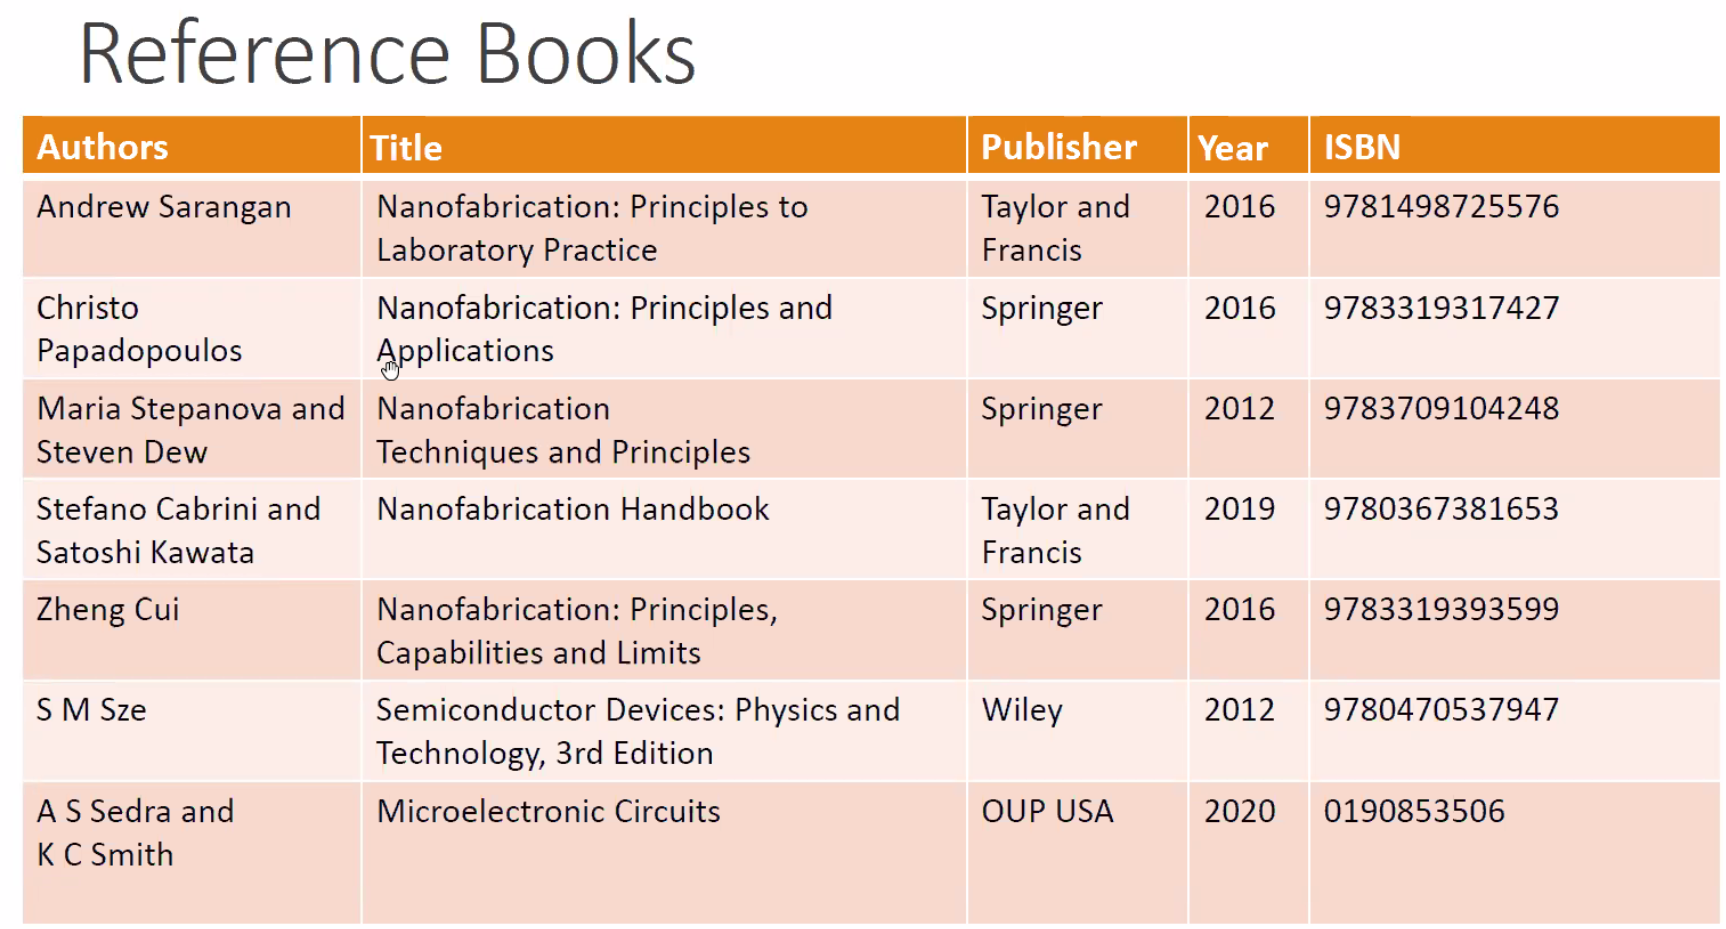 Reference Books
Authors Title Publisher Year ISBN
Andrew Sarangan Nanofabrication: Principles to Taylor and 2016 9781498725576
Laboratory Practice Francis
Christo Nanofabrication: Principles and Springer 2016 9783319317427
Papadopoulos Applications
Maria Stepanova and Nanofabrication Springer 2012 9783709104248
Steven Dew Techniques and Principles
Stefano Cabrini and Nanofabrication Handbook Taylor and 2019 9780367381653
Satoshi Kawata Francis
Zheng Cui Nanofabrication: Principles, Springer 2016 9783319393599
Capabilities and Limits
S M Sze Semiconductor Devices: Physics and Wiley 2012 9780470537947
Technology, 3rd Edition
A S Sedra and Microelectronic Circuits OUP USA 2020 0190853506
K C Smith